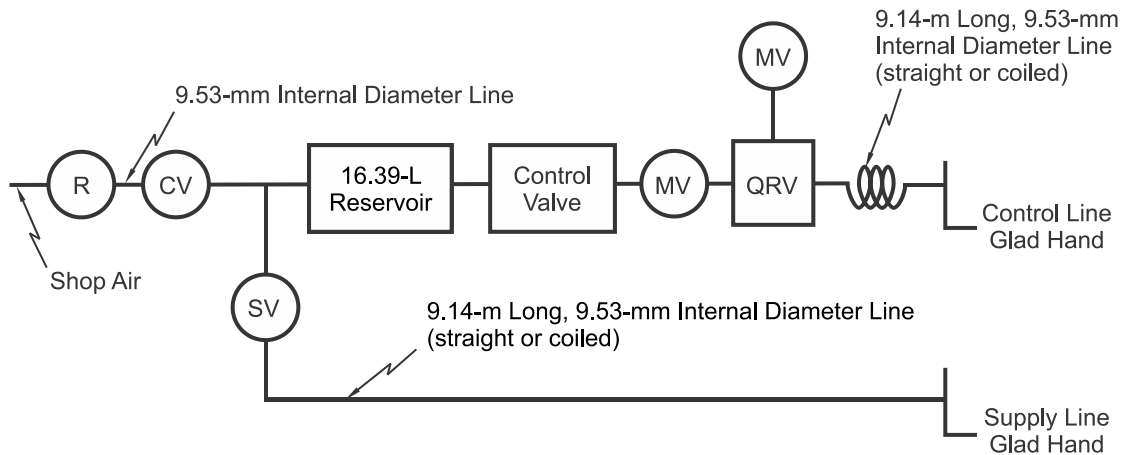 9.14-m Long, 9.53-mm
Internal Diameter Line
(straight or coiled)
MV
9.53-mm Internal Diameter Line
R
CV
16.39-L
Reservoir
Control
Valve
MV
QRV
Control Line
Glad Hand
Shop Air
SV
9.14-m Long, 9.53-mm Internal Diameter Line
(straight or coiled)
Supply Line
Glad Hand